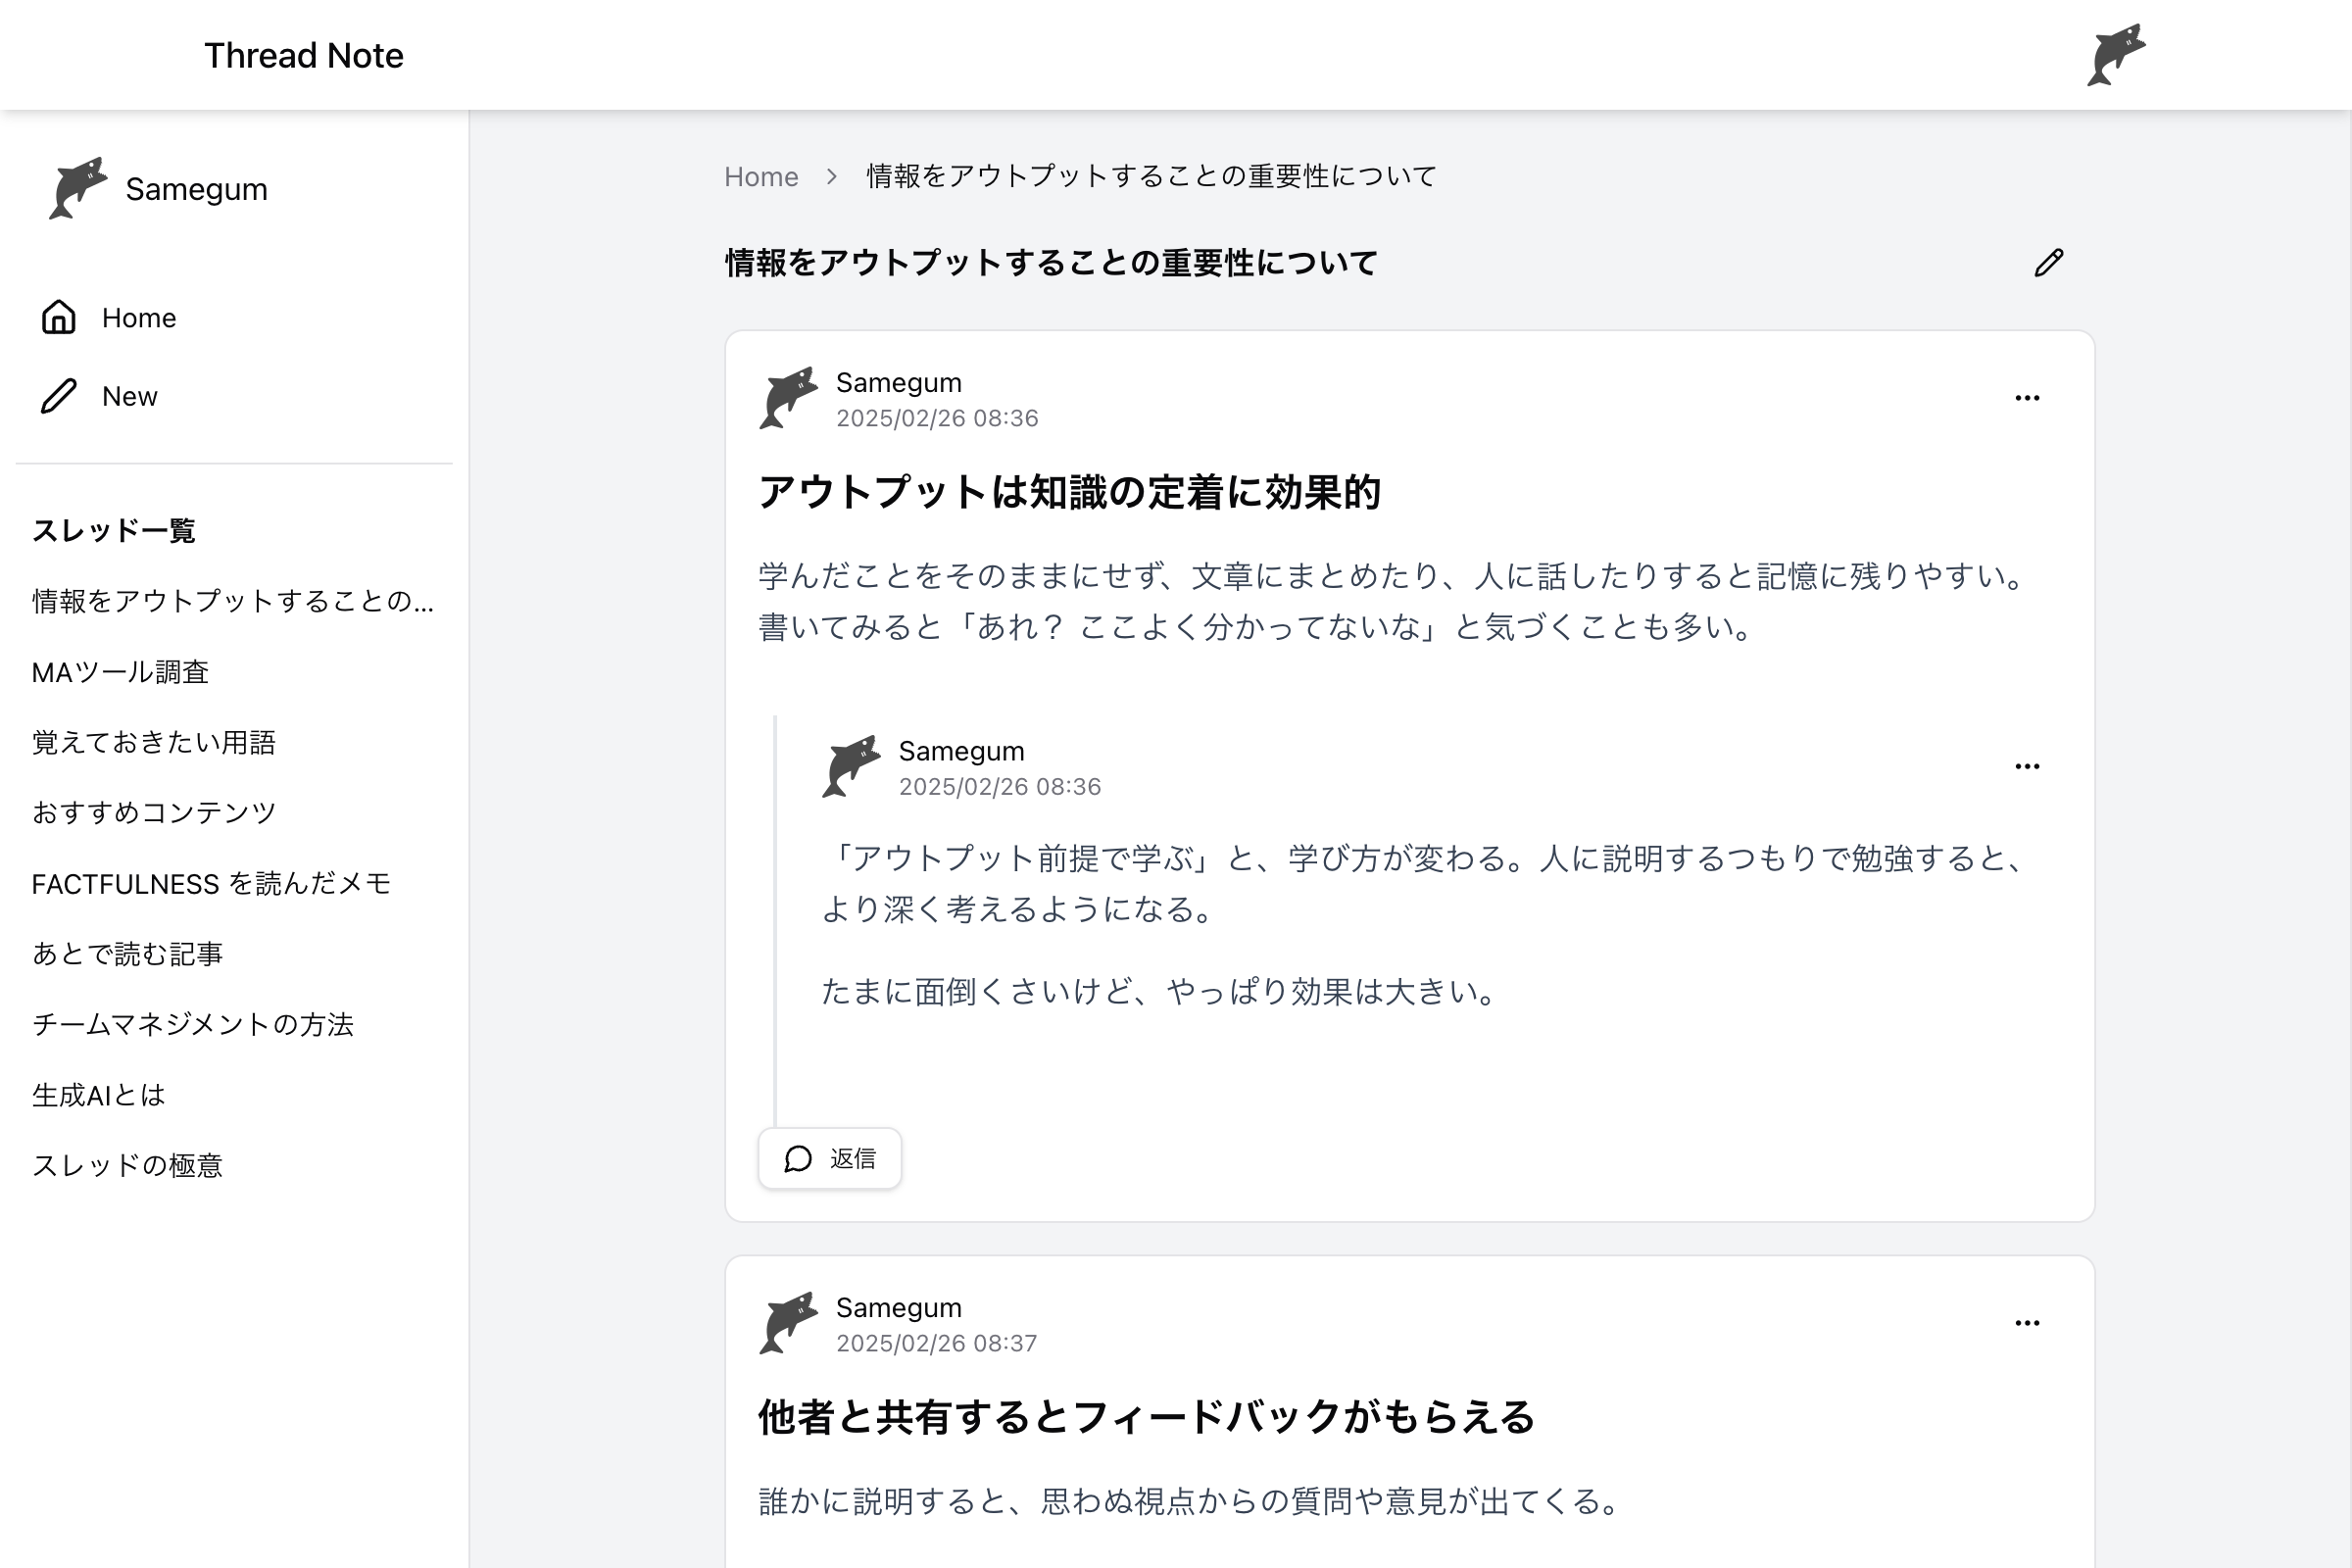 Thread Note
Samegum
Home
New
スレッド一覧
情報をアウトプットすることの...
MAツール調査
覚えておきたい用語
おすすめコンテンツ
FACTFULNESS を読んだメモ
あとで読む記事
チームマネジメントの方法
生成AIとは
スレッドの極意
Home > 情報をアウトプットすることの重要性について
情報をアウトプットすることの重要性について
Samegum
2025/02/26 08:36
アウトプットは知識の定着に効果的
学んだことをそのままにせず、文章にまとめたり、人に話したりすると記憶に残りやすい。
書いてみると「あれ？ ここよく分かってないな」と気づくことも多い。
Samegum
2025/02/26 08:36
「アウトプット前提で学ぶ」と、学び方が変わる。人に説明するつもりで勉強すると、
より深く考えるようになる。
たまに面倒くさいけど、やっぱり効果は大きい。
返信
Samegum
2025/02/26 08:37
他者と共有するとフィードバックがもらえる
誰かに説明すると、思わぬ視点からの質問や意見が出てくる。